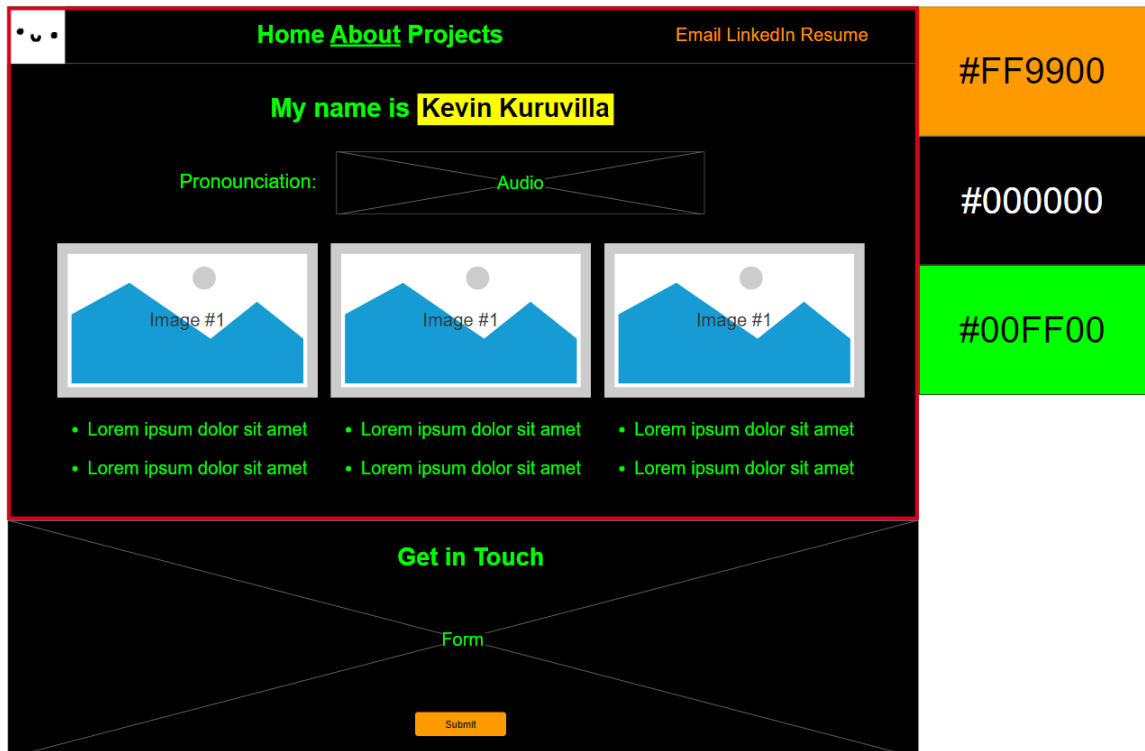 Home About Projects
Email LinkedIn Resume
#FF9900
My name is Kevin Kuruvilla
Pronounciation:
Audio
#000000
Image #1
Image #1
Image #1
#00FF00
• Lorem ipsum dolor sit amet
• Lorem ipsum dolor sit amet
• Lorem ipsum dolor sit amet
• Lorem ipsum dolor sit amet
• Lorem ipsum dolor sit amet
• Lorem ipsum dolor sit amet
Get in Touch
Form
Submit